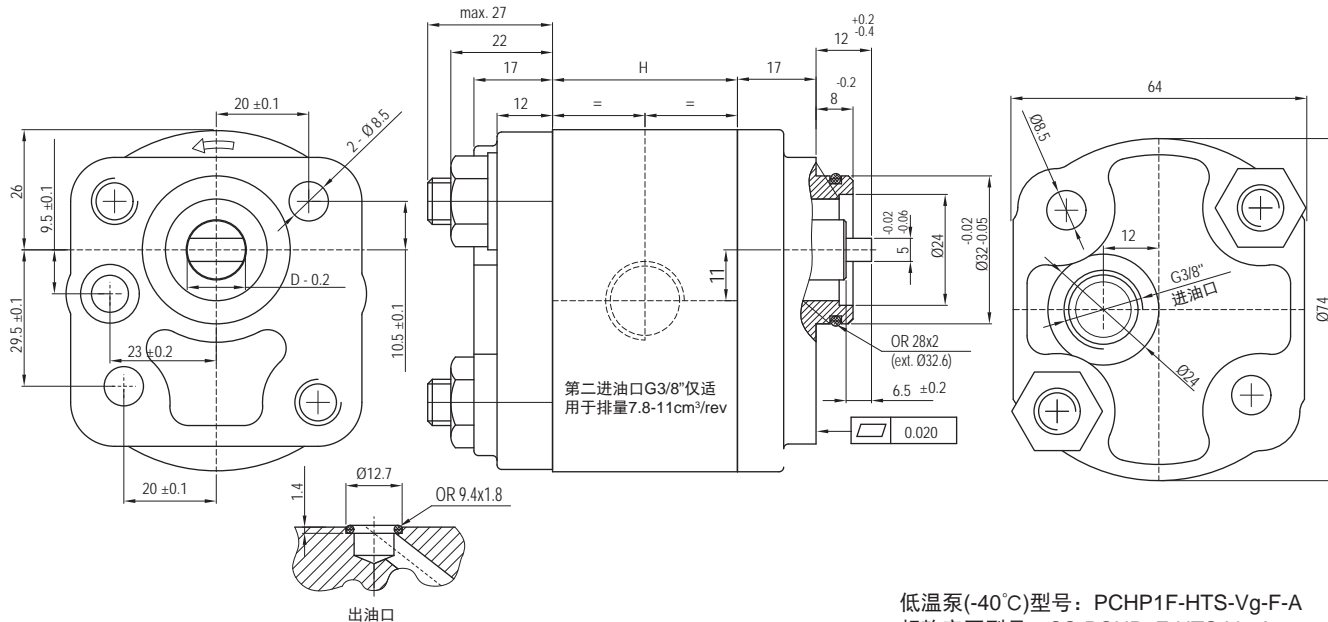 max. 27
22
17
12
H
=
=
17
+0.2
12 -0.4
-0.2
8
20 ±0.1
2 - Ø8.5
26
9.5 ±0.1
29.5 ±0.1
D - 0.2
10.5 ±0.1
23 ±0.2
20 ±0.1
11
-0.02
5 -0.06
Ø24
-0.02
Ø32 -0.05
OR 28x2
(ext. Ø32.6)
6.5 ±0.2
0.020
第二进油口G3/8”仅适
用于排量7.8-11cm³/rev
64
Ø8.5
12
G3/8"
进油口
Ø24
Ø74
Ø12.7
1.4
OR 9.4x1.8
出油口
低温泵(-40℃)型号：PCHP1F-HTS-Vg-F-A